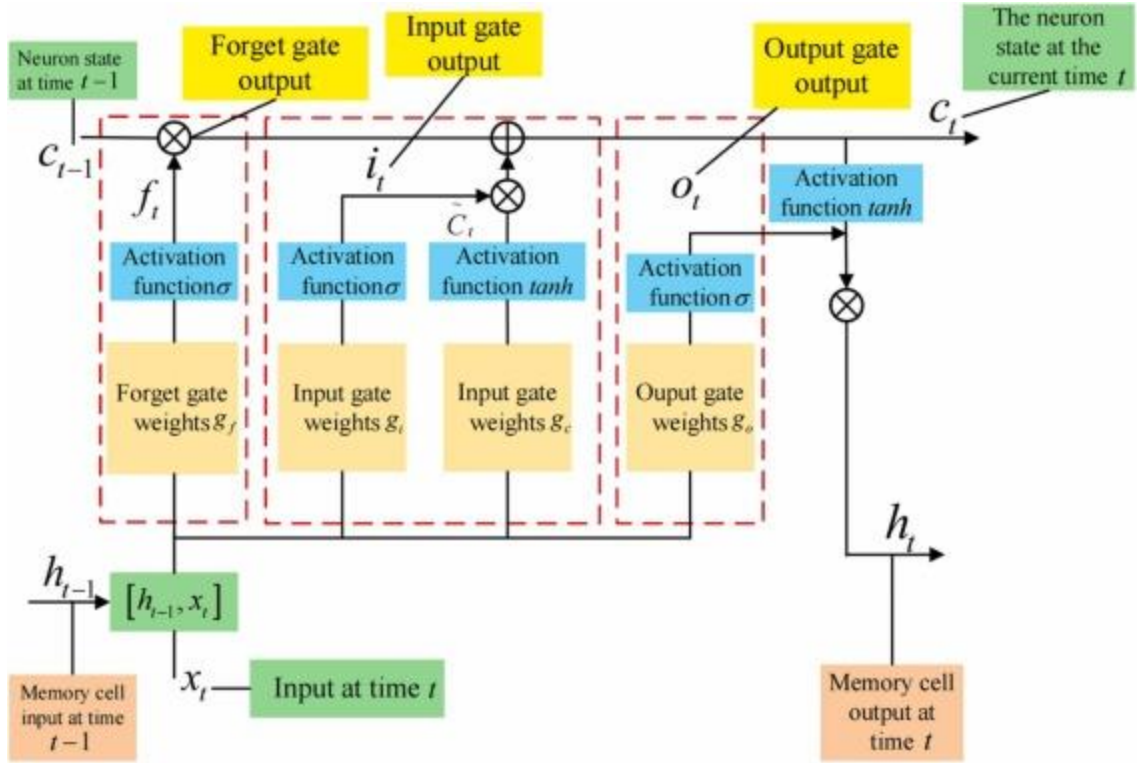 Neuron state
at time t−1
Forget gate
output
Input gate
output
Output gate
output
The neuron
state at the
current time t
c_{t−1}
f_t
i_t
C̃_t
o_t
c_t
Activation
function tanh
Activation
function σ
Activation
function σ
Activation
function tanh
Activation
function σ
Forget gate
weights g_f
Input gate
weights g_i
Input gate
weights g_c
Ouput gate
weights g_o
h_{t−1}
[h_{t−1}, x_t]
h_t
x_t
Input at time t
Memory cell
input at time
t−1
Memory cell
output at
time t